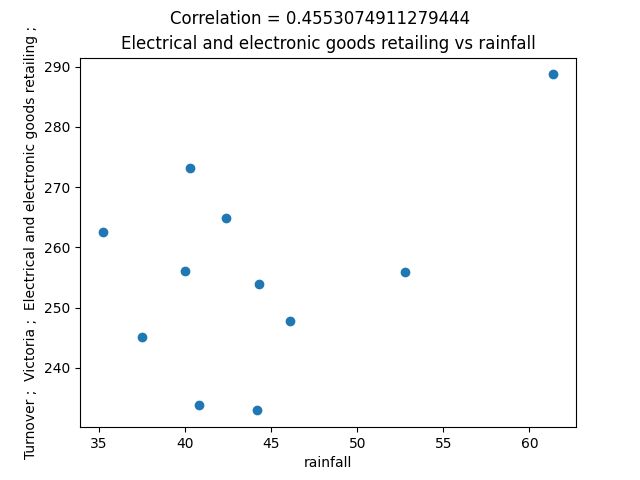 Correlation = 0.4553074911279444
Electrical and electronic goods retailing vs rainfall
Turnover ;  Victoria ;  Electrical and electronic goods retailing ;
290
280
270
260
250
240
35 40 45 50 55 60
rainfall